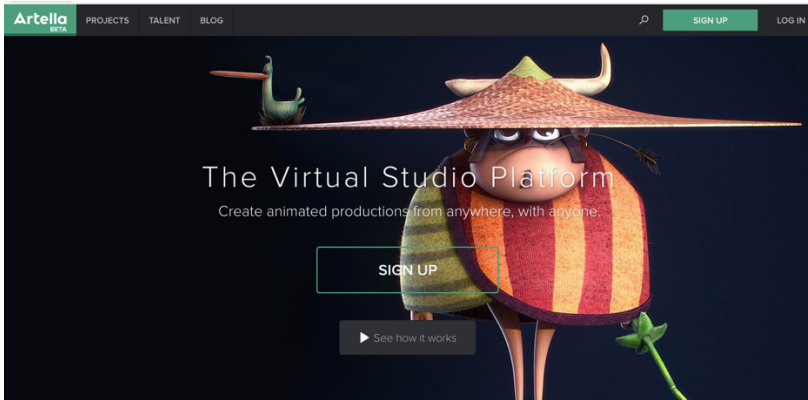 Artella
BETA
PROJECTS
TALENT
BLOG
SIGN UP
LOG IN
The Virtual Studio Platform
Create animated productions from anywhere, with anyone.
SIGN UP
See how it works